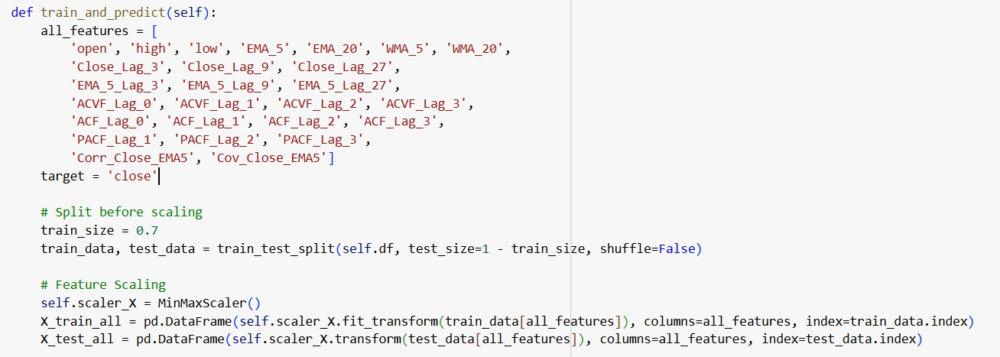 def train_and_predict(self):
    all_features = [
        'open', 'high', 'low', 'EMA_5', 'EMA_20', 'WMA_5', 'WMA_20',
        'Close_Lag_3', 'Close_Lag_9', 'Close_Lag_27',
        'EMA_5_Lag_3', 'EMA_5_Lag_9', 'EMA_5_Lag_27',
        'ACVF_Lag_0', 'ACVF_Lag_1', 'ACVF_Lag_2', 'ACVF_Lag_3',
        'ACF_Lag_0', 'ACF_Lag_1', 'ACF_Lag_2', 'ACF_Lag_3',
        'PACF_Lag_1', 'PACF_Lag_2', 'PACF_Lag_3',
        'Corr_Close_EMA5', 'Cov_Close_EMA5']
    target = 'close'
    # Split before scaling
    train_size = 0.7
    train_data, test_data = train_test_split(self.df, test_size=1 - train_size, shuffle=False)
    # Feature Scaling
    self.scaler_X = MinMaxScaler()
    X_train_all = pd.DataFrame(self.scaler_X.fit_transform(train_data[all_features]), columns=all_features, index=train_data.index)
    X_test_all = pd.DataFrame(self.scaler_X.transform(test_data[all_features]), columns=all_features, index=test_data.index)